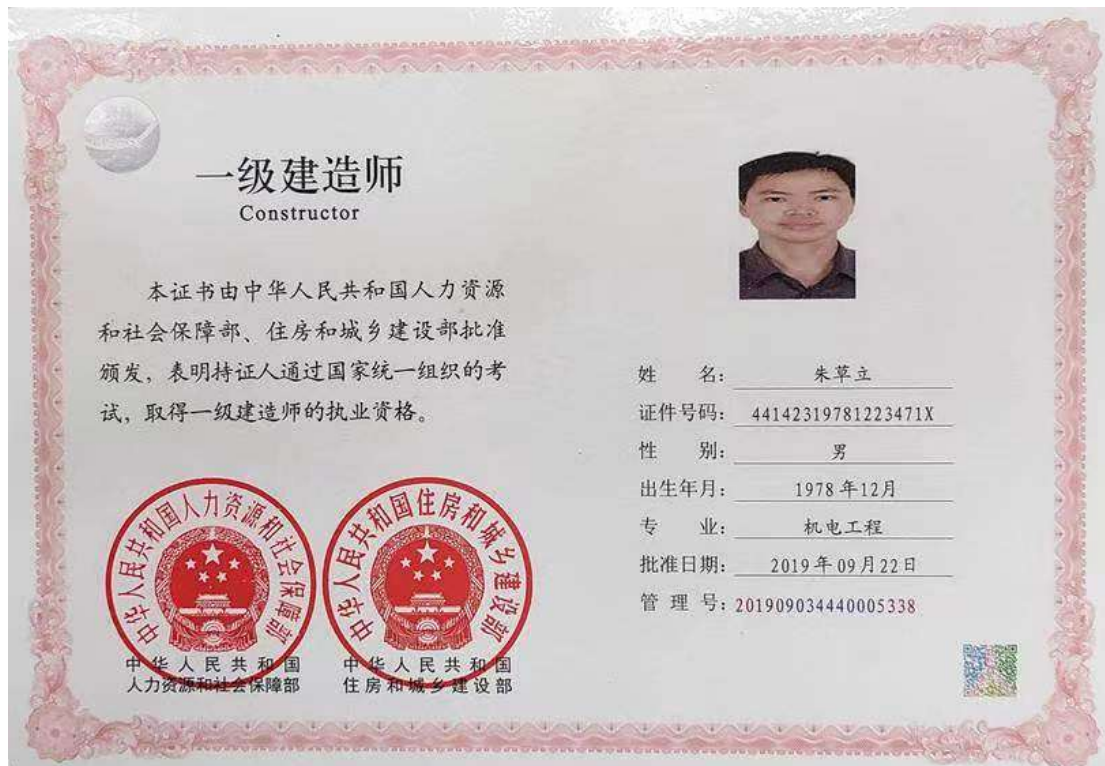 一级建造师
Constructor
本证书由中华人民共和国人力资源
和社会保障部、住房和城乡建设部批准
颁发，表明持证人通过国家统一组织的考
试，取得一级建造师的执业资格。
中华人民共和国人力资源和社会保障部
中华人民共和国
人力资源和社会保障部
中华人民共和国住房和城乡建设部
中华人民共和国
住房和城乡建设部
姓 名： 朱草立
证件号码： 44142319781223471X
性 别： 男
出生年月： 1978年12月
专 业： 机电工程
批准日期： 2019年09月22日
管 理 号：201909034440005338